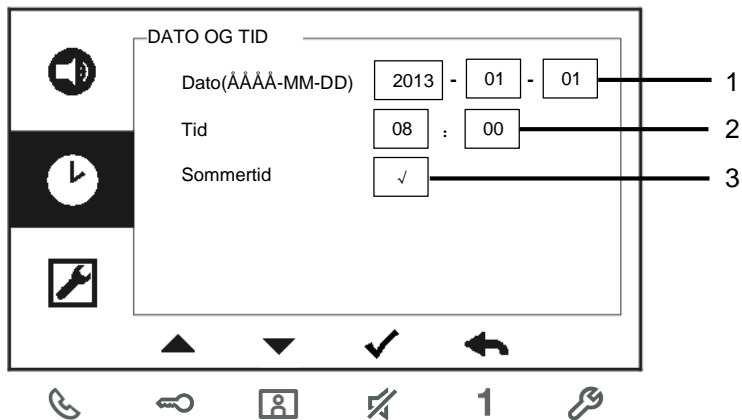 DATO OG TID
Dato(ÅÅÅÅ-MM-DD) 2013 - 01 - 01 1
Tid 08 : 00 2
Sommertid √ 3
1